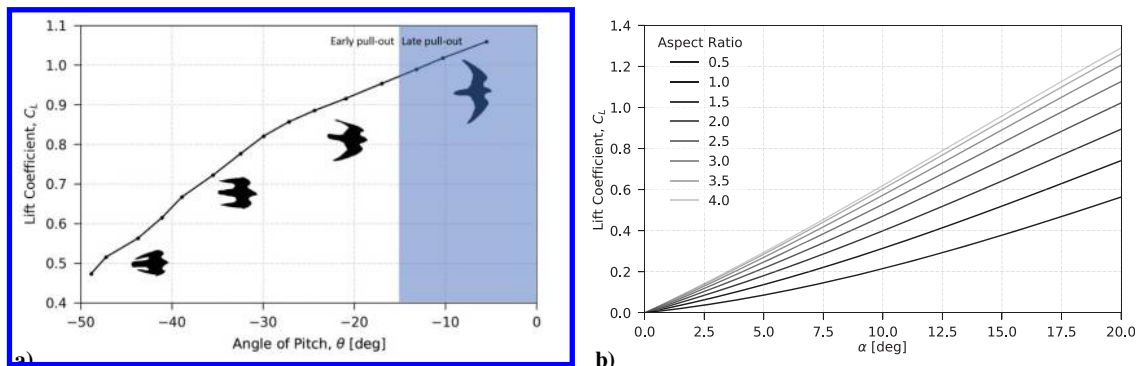 1.1
1.0
0.9
0.8
0.7
0.6
0.5
0.4
Lift Coefficient, C_L
Early pull-out Late pull-out
−50 −40 −30 −20 −10 0
Angle of Pitch, θ [deg]
a)
1.4
1.2
1.0
0.8
0.6
0.4
0.2
0.0
Lift Coefficient, C_L
Aspect Ratio
0.5
1.0
1.5
2.0
2.5
3.0
3.5
4.0
0.0 2.5 5.0 7.5 10.0 12.5 15.0 17.5 20.0
α [deg]
b)